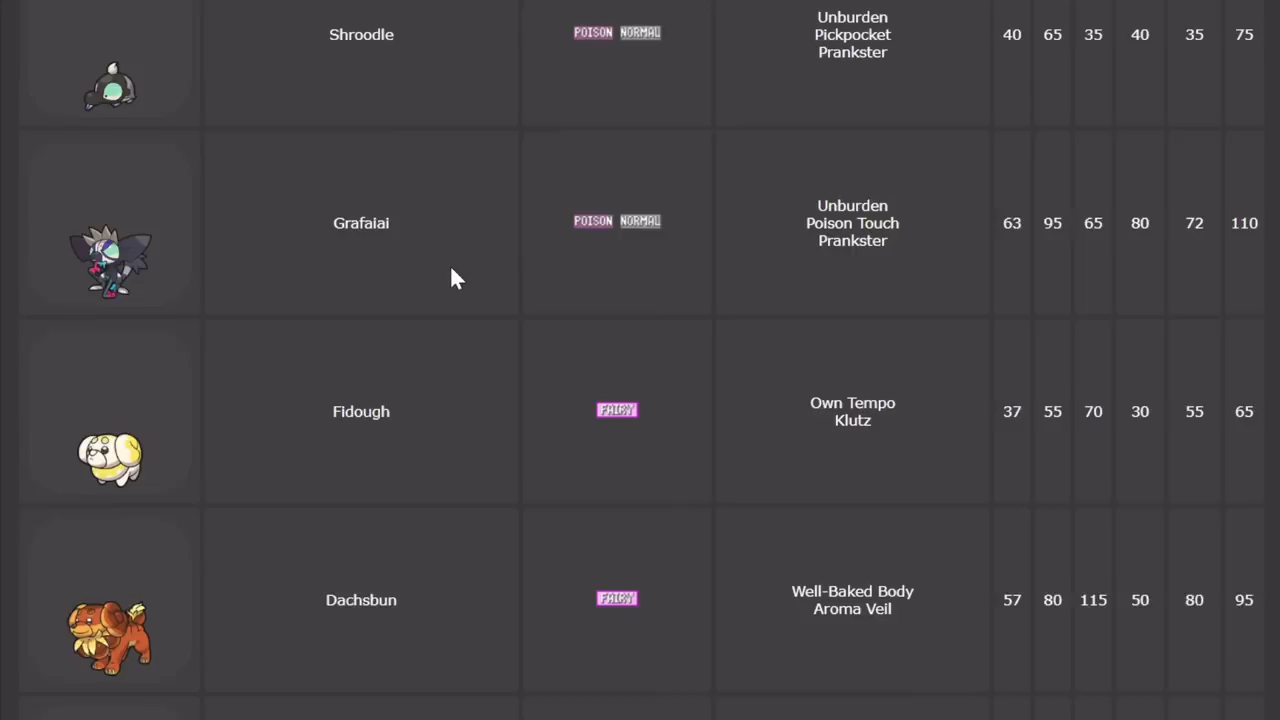 Shroodle POISON NORMAL Unburden 40 65 35 40 35 75
Pickpocket
Prankster
Grafaiai POISON NORMAL Unburden 63 95 65 80 72 110
Poison Touch
Prankster
Fidough FAIRY Own Tempo 37 55 70 30 55 65
Klutz
Dachsbun FAIRY Well-Baked Body 57 80 115 50 80 95
Aroma Veil